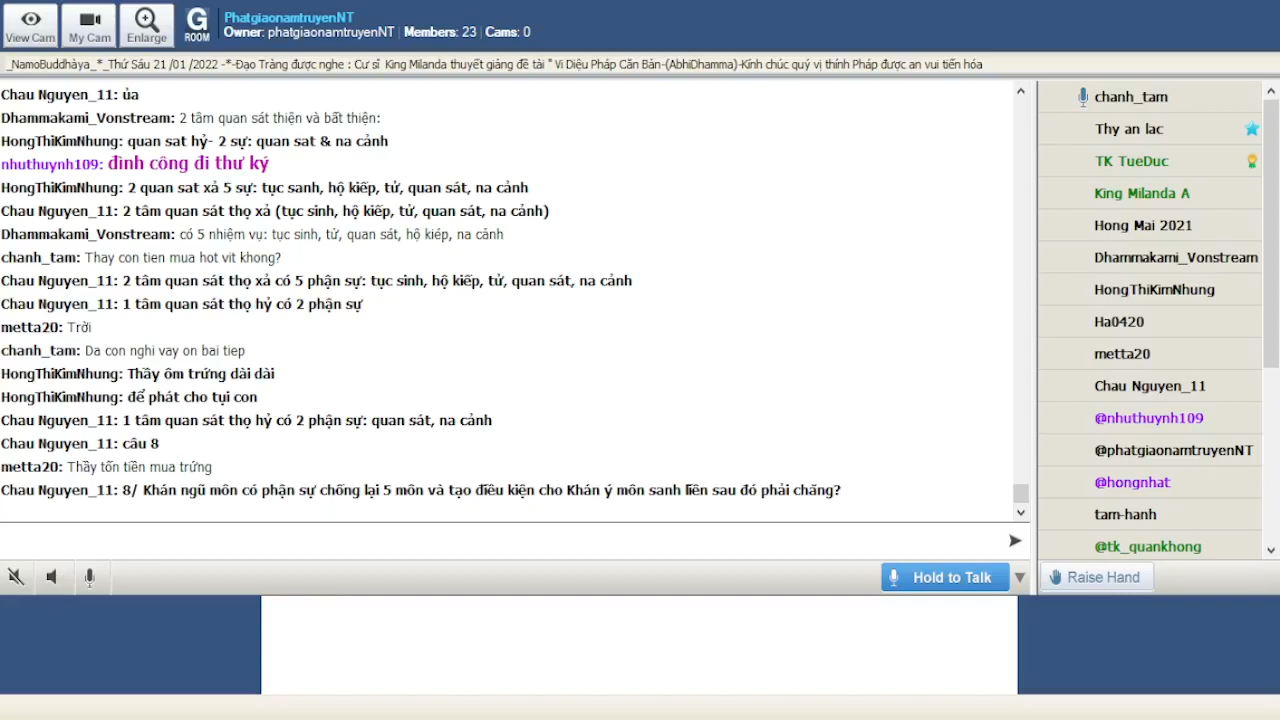 View Cam
My Cam
Enlarge
G
ROOM
PhatgiaonamtruyenNT
Owner: phatgiaonamtruyenNT | Members: 23 | Cams: 0
_NamoBuddhàya_*_Thứ Sáu 21 /01 /2022 -*-Đạo Tràng được nghe : Cư sĩ King Milanda thuyết giảng đề tài " Vi Diệu Pháp Căn Bản-(AbhiDhamma)-Kính chúc quý vị thính Pháp được an vui tiến hóa
Chau Nguyen_11: ủa
Dhammakami_Vonstream: 2 tâm quan sát thiện và bất thiện:
HongThiKimNhung: quan sat hỷ- 2 sự: quan sat & na cảnh
nhuthuynh109: đình công đi thư ký
HongThiKimNhung: 2 quan sat xả 5 sự: tục sanh, hộ kiếp, tử, quan sát, na cảnh
Chau Nguyen_11: 2 tâm quan sát thọ xả (tục sinh, hộ kiếp, tử, quan sát, na cảnh)
Dhammakami_Vonstream: có 5 nhiệm vụ: tục sinh, tử, quan sát, hộ kiép, na cảnh
chanh_tam: Thay con tien mua hot vit khong?
Chau Nguyen_11: 2 tâm quan sát thọ xả có 5 phận sự: tục sinh, hộ kiếp, tử, quan sát, na cảnh
Chau Nguyen_11: 1 tâm quan sát thọ hỷ có 2 phận sự
metta20: Trời
chanh_tam: Da con nghi vay on bai tiep
HongThiKimNhung: Thầy ôm trứng dài dài
HongThiKimNhung: để phát cho tụi con
Chau Nguyen_11: 1 tâm quan sát thọ hỷ có 2 phận sự: quan sát, na cảnh
Chau Nguyen_11: câu 8
metta20: Thầy tốn tiền mua trứng
Chau Nguyen_11: 8/ Khán ngũ môn có phận sự chống lại 5 môn và tạo điều kiện cho Khán ý môn sanh liền sau đó phải chăng?
chanh_tam
Thy an lac
TK TueDuc
King Milanda A
Hong Mai 2021
Dhammakami_Vonstream
HongThiKimNhung
Ha0420
metta20
Chau Nguyen_11
@nhuthuynh109
@phatgiaonamtruyenNT
@hongnhat
tam-hanh
@tk_quankhong
Hold to Talk
Raise Hand